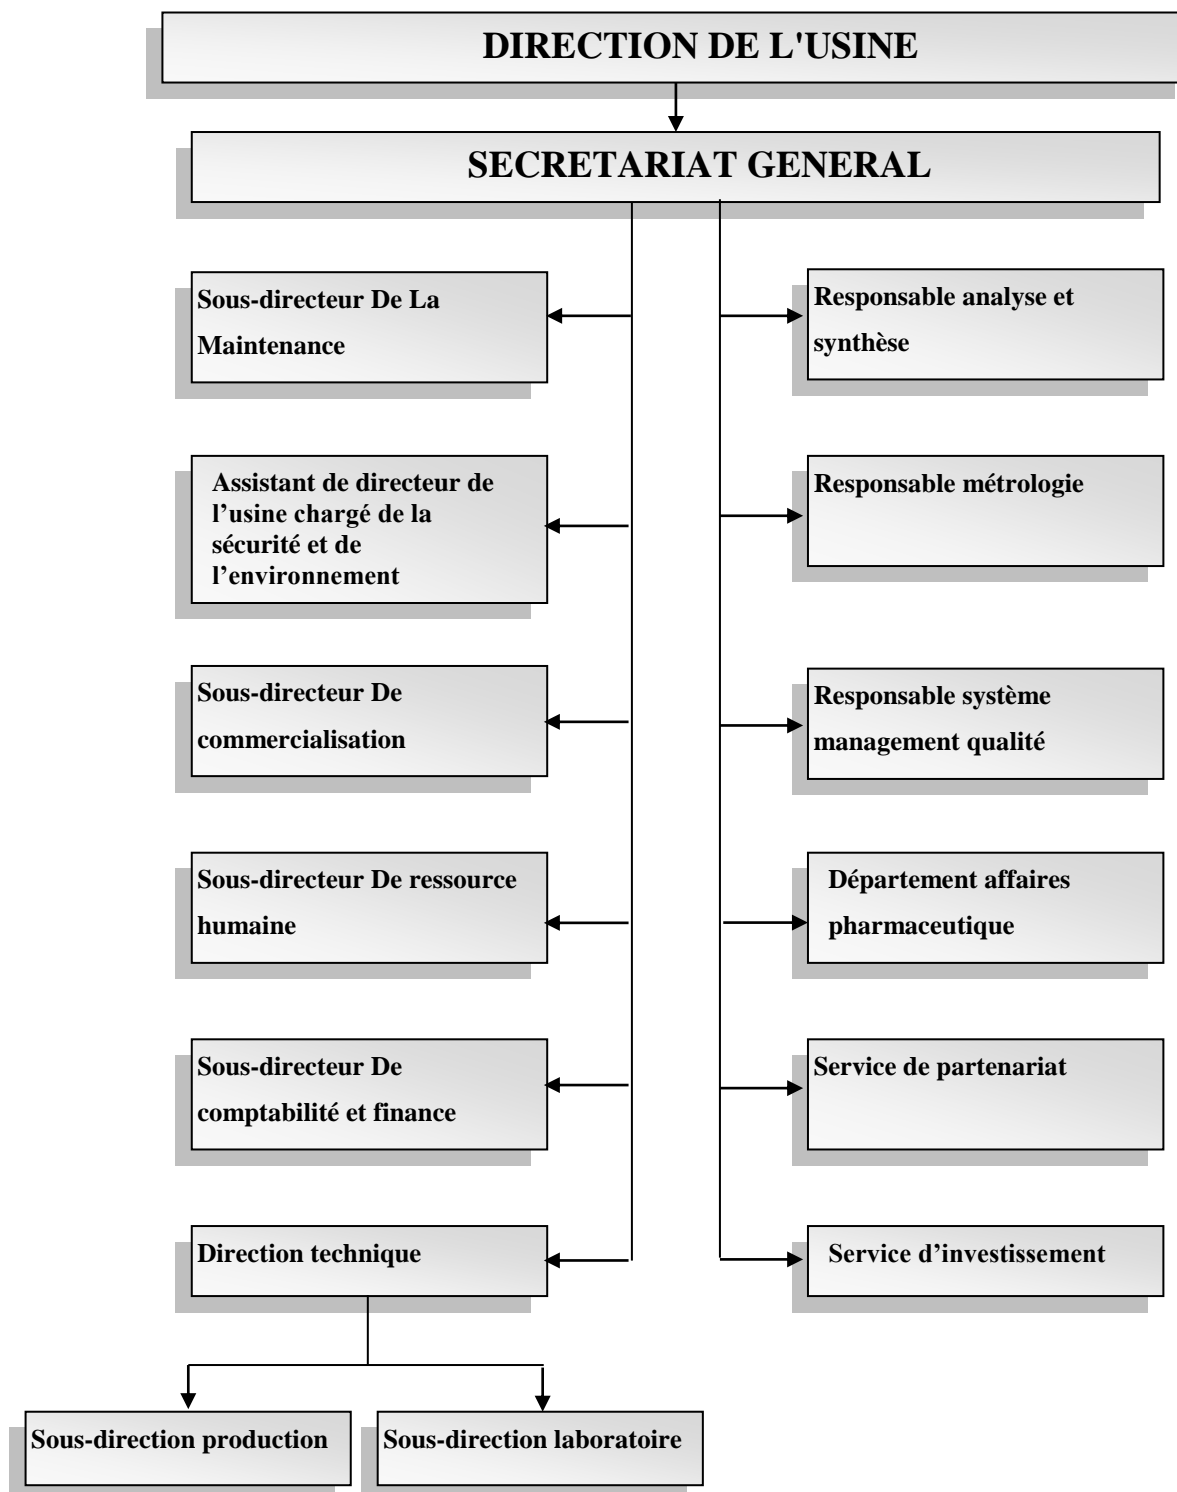 DIRECTION DE L'USINE
SECRETARIAT GENERAL
Sous-directeur De La
Maintenance
Responsable analyse et
synthèse
Assistant de directeur de
l’usine chargé de la
sécurité et de
l’environnement
Responsable métrologie
Sous-directeur De
commercialisation
Responsable système
management qualité
Sous-directeur De ressource
humaine
Département affaires
pharmaceutique
Sous-directeur De
comptabilité et finance
Service de partenariat
Direction technique
Service d’investissement
Sous-direction production
Sous-direction laboratoire